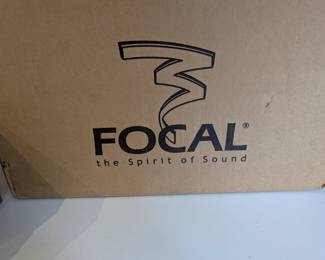 FOCAL®
the Spirit of Sound